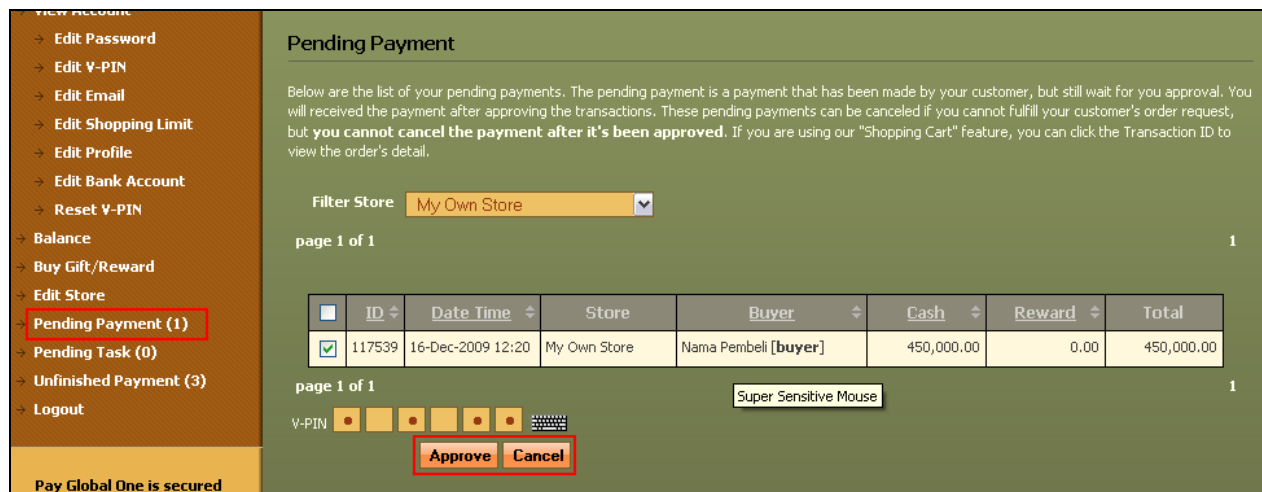 View Account
Edit Password
Edit V-PIN
Edit Email
Edit Shopping Limit
Edit Profile
Edit Bank Account
Reset V-PIN
Balance
Buy Gift/Reward
Edit Store
Pending Payment (1)
Pending Task (0)
Unfinished Payment (3)
Logout
Pay Global One is secured
Pending Payment
Below are the list of your pending payments. The pending payment is a payment that has been made by your customer, but still wait for you approval. You
will received the payment after approving the transactions. These pending payments can be canceled if you cannot fulfill your customer's order request,
but you cannot cancel the payment after it's been approved. If you are using our "Shopping Cart" feature, you can click the Transaction ID to
view the order's detail.
Filter Store My Own Store
page 1 of 1 1
ID Date Time Store Buyer Cash Reward Total
117539 16-Dec-2009 12:20 My Own Store Nama Pembeli [buyer] 450,000.00 0.00 450,000.00
page 1 of 1 1
Super Sensitive Mouse
V-PIN
Approve Cancel